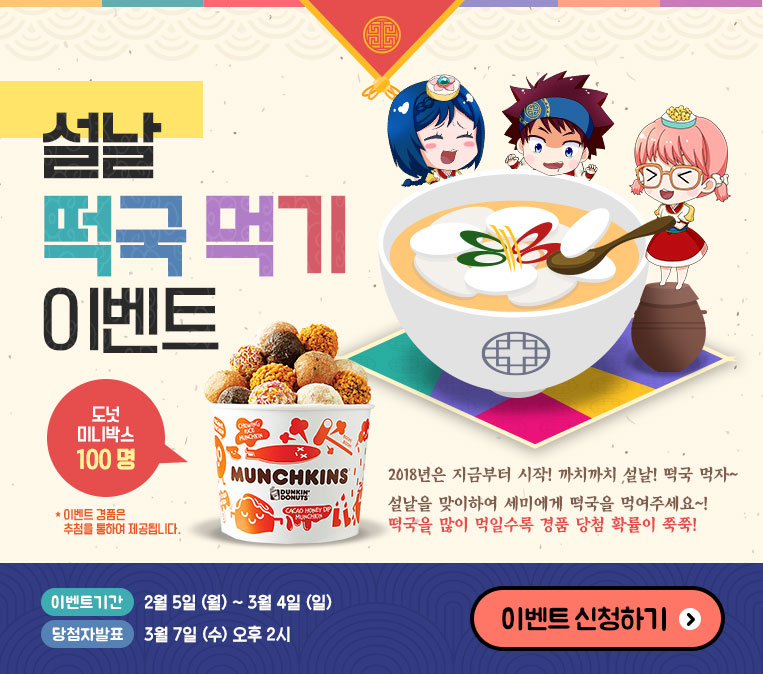 설날
떡국 먹기
이벤트
도넛
미니박스
100 명
* 이벤트 경품은
추첨을 통하여 제공됩니다.
CHEWING
RICE
MUNCHKIN
MUNCHKINS
DUNKIN'
DONUTS
CACAO HONEY DIP
MUNCHKIN
2018년은 지금부터 시작! 까치까치 설날! 떡국 먹자~
설날을 맞이하여 세미에게 떡국을 먹여주세요~!
떡국을 많이 먹일수록 경품 당첨 확률이 쭉쭉!
이벤트기간 2월 5일 (월) ~ 3월 4일 (일)
당첨자발표 3월 7일 (수) 오후 2시
이벤트 신청하기